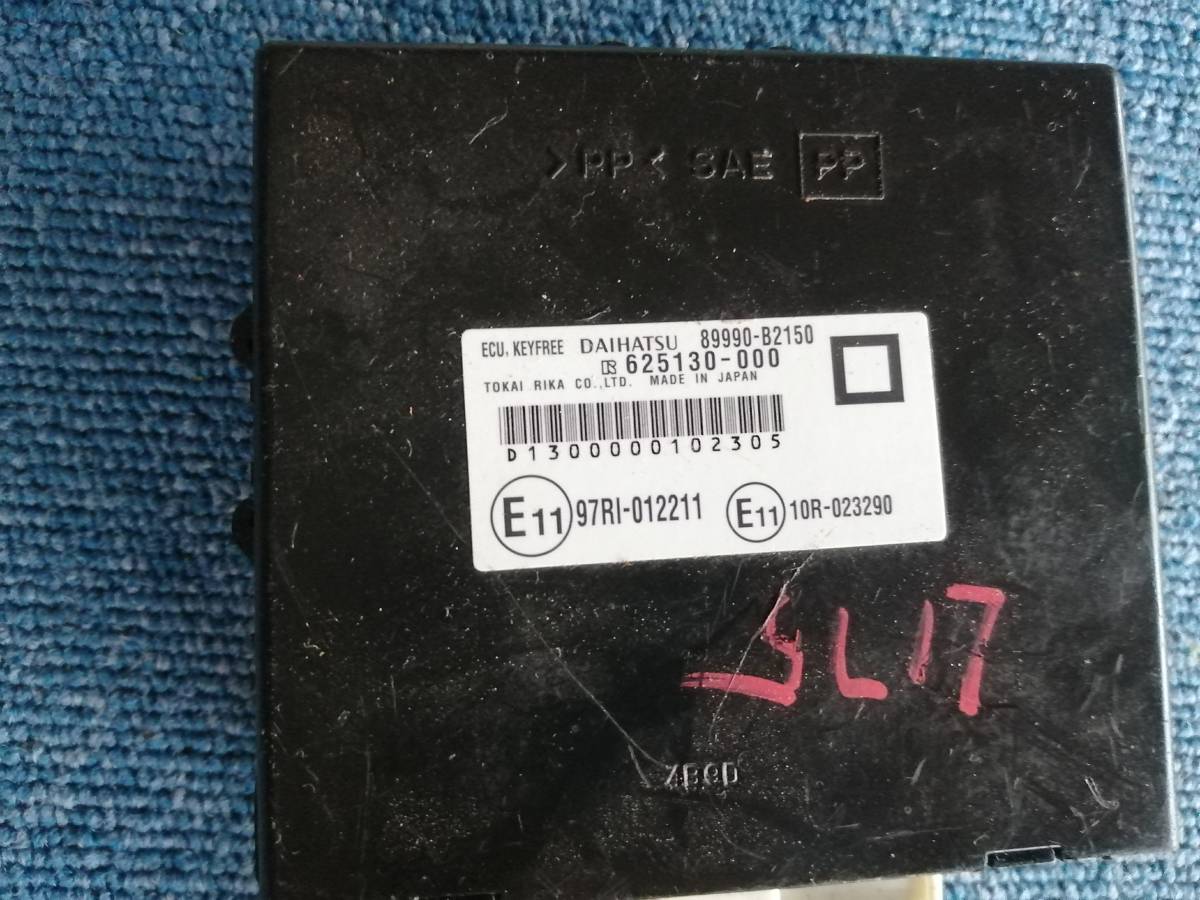 >PP< SAE PP
ECU, KEYFREE DAIHATSU 89990-B2150
R 625130-000
TOKAI RIKA CO.,LTD. MADE IN JAPAN
D1300000102305
E11 97RI-012211 E11 10R-023290
SL17